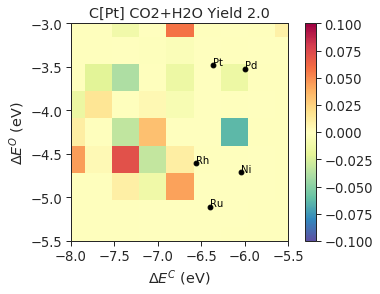 C[Pt] CO2+H2O Yield 2.0
−3.0
−3.5
−4.0
−4.5
−5.0
−5.5
ΔE^O (eV)
Pt
Pd
Rh
Ni
Ru
−8.0 −7.5 −7.0 −6.5 −6.0 −5.5
ΔE^C (eV)
0.100
0.075
0.050
0.025
0.000
−0.025
−0.050
−0.075
−0.100